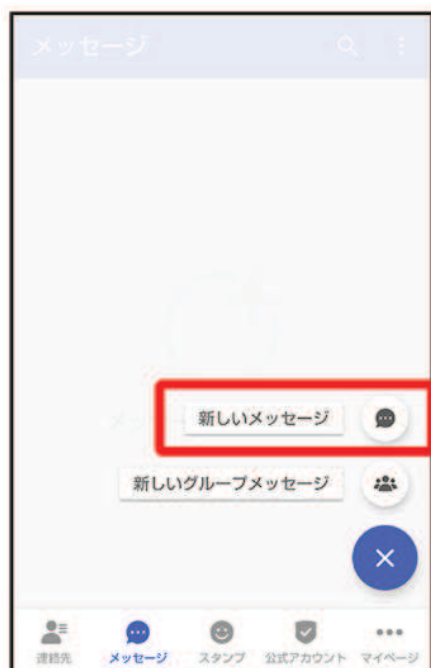 メッセージ
新しいメッセージ
新しいグループメッセージ
連絡先 メッセージ スタンプ 公式アカウント マイページ